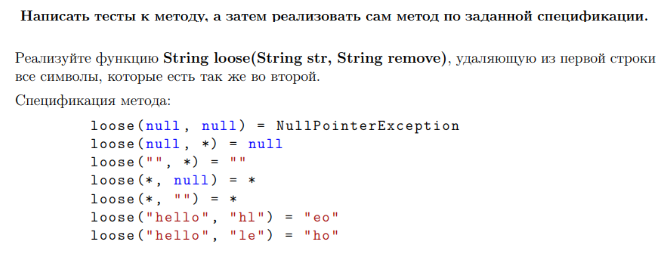 Написать тесты к методу, а затем реализовать сам метод по заданной спецификации.
Реализуйте функцию String loose(String str, String remove), удаляющую из первой строки
все символы, которые есть так же во второй.
Спецификация метода:
loose(null, null) = NullPointerException
loose(null, *) = null
loose("", *) = ""
loose(*, null) = *
loose(*, "") = *
loose("hello", "hl") = "eo"
loose("hello", "le") = "ho"